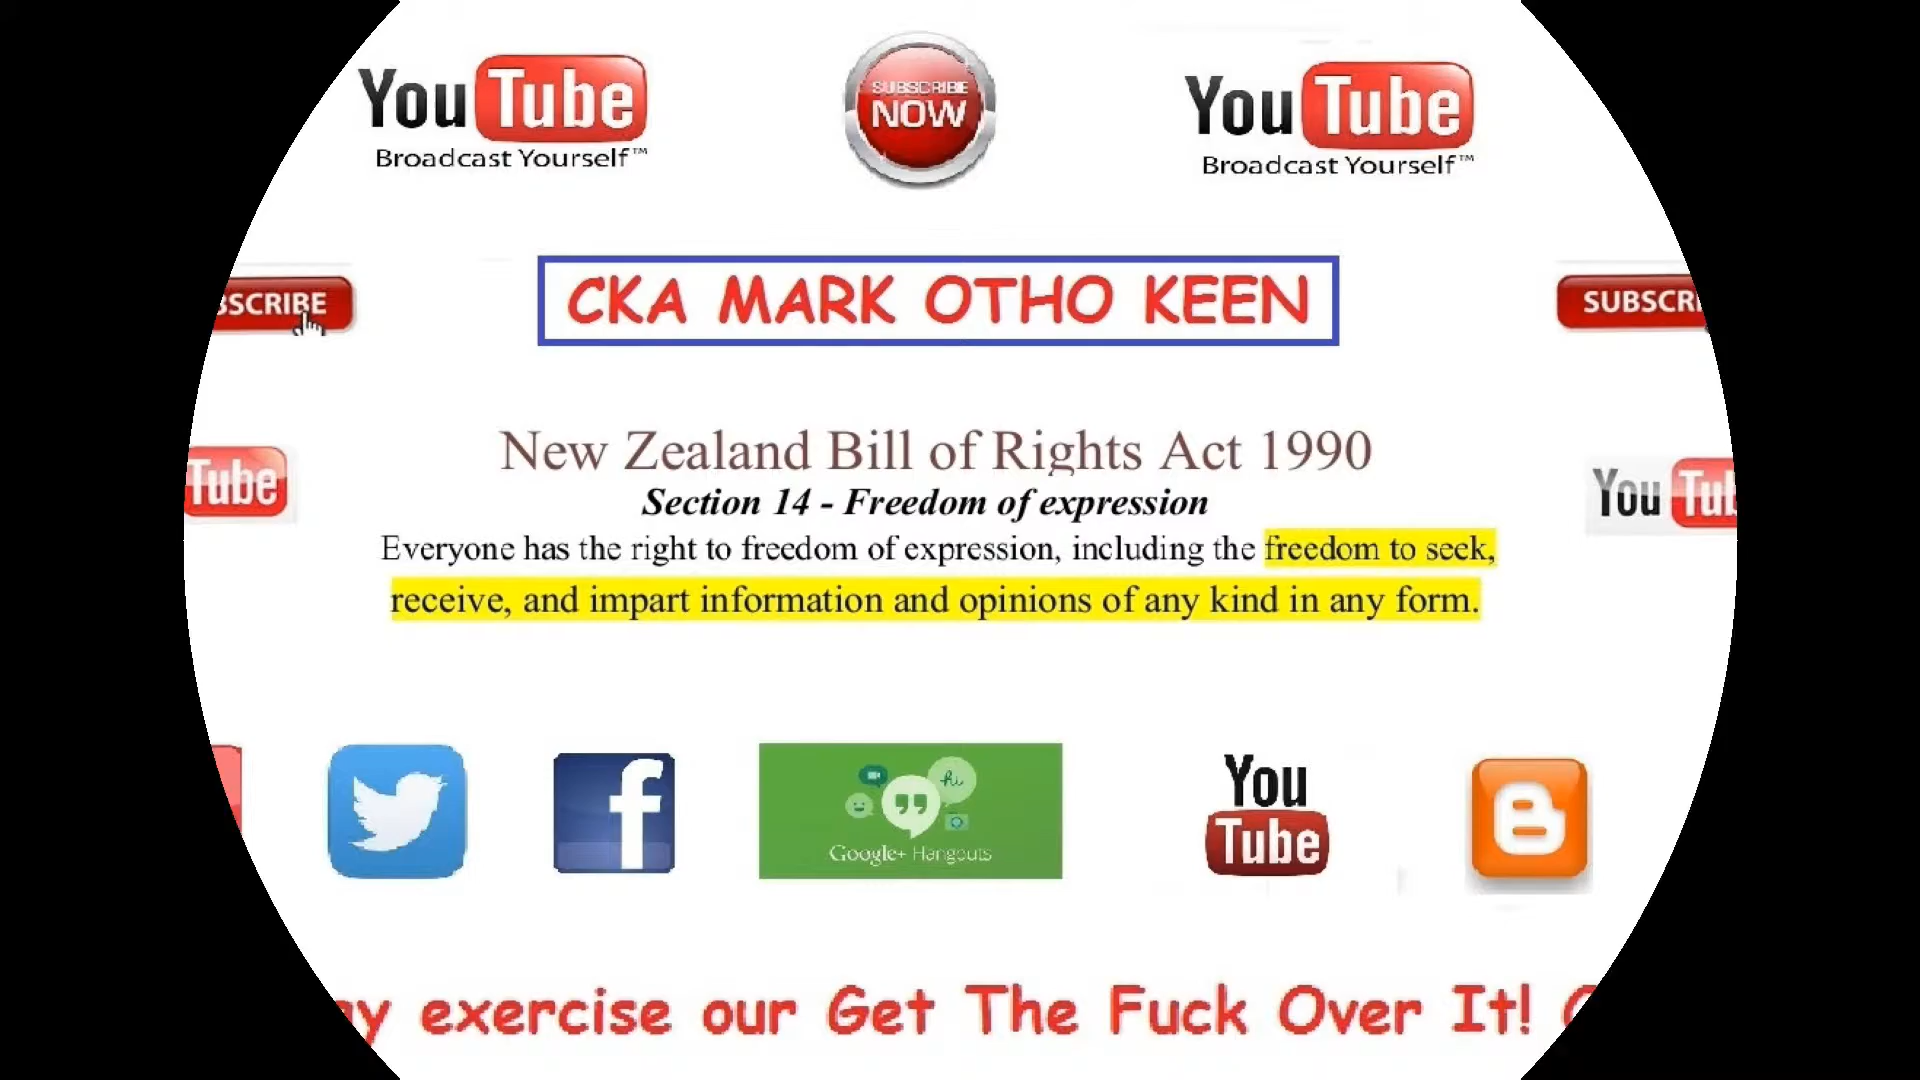 YouTube
Broadcast Yourself™
SUBSCRIBE
NOW
YouTube
Broadcast Yourself™
CKA MARK OTHO KEEN
New Zealand Bill of Rights Act 1990
Section 14 - Freedom of expression
Everyone has the right to freedom of expression, including the freedom to seek,
receive, and impart information and opinions of any kind in any form.
Tube
You
hi
Google+ Hangouts
You
Tube
exercise our Get The Fuck Over It!